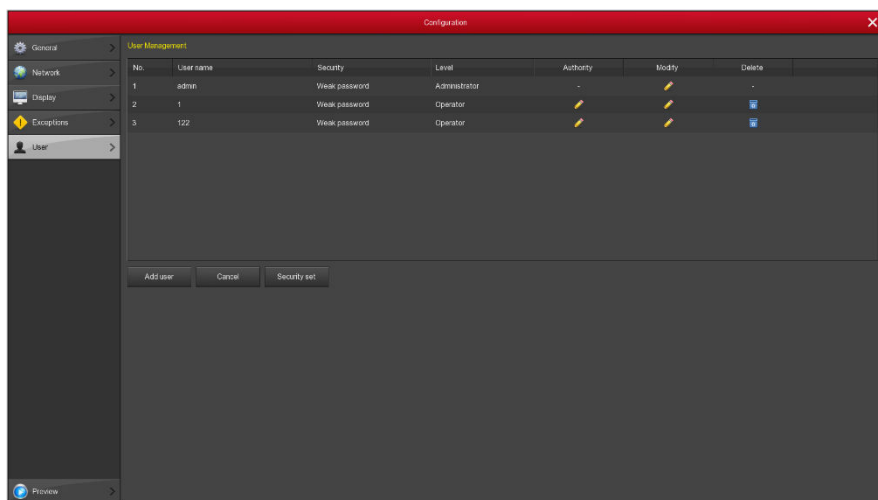 Configuration
General
Network
Display
Exceptions
User
Preview
User Management
No. User name Security Level Authority Modify Delete
1 admin Weak password Administrator - -
2 1 Weak password Operator
3 122 Weak password Operator
Add user Cancel Security set